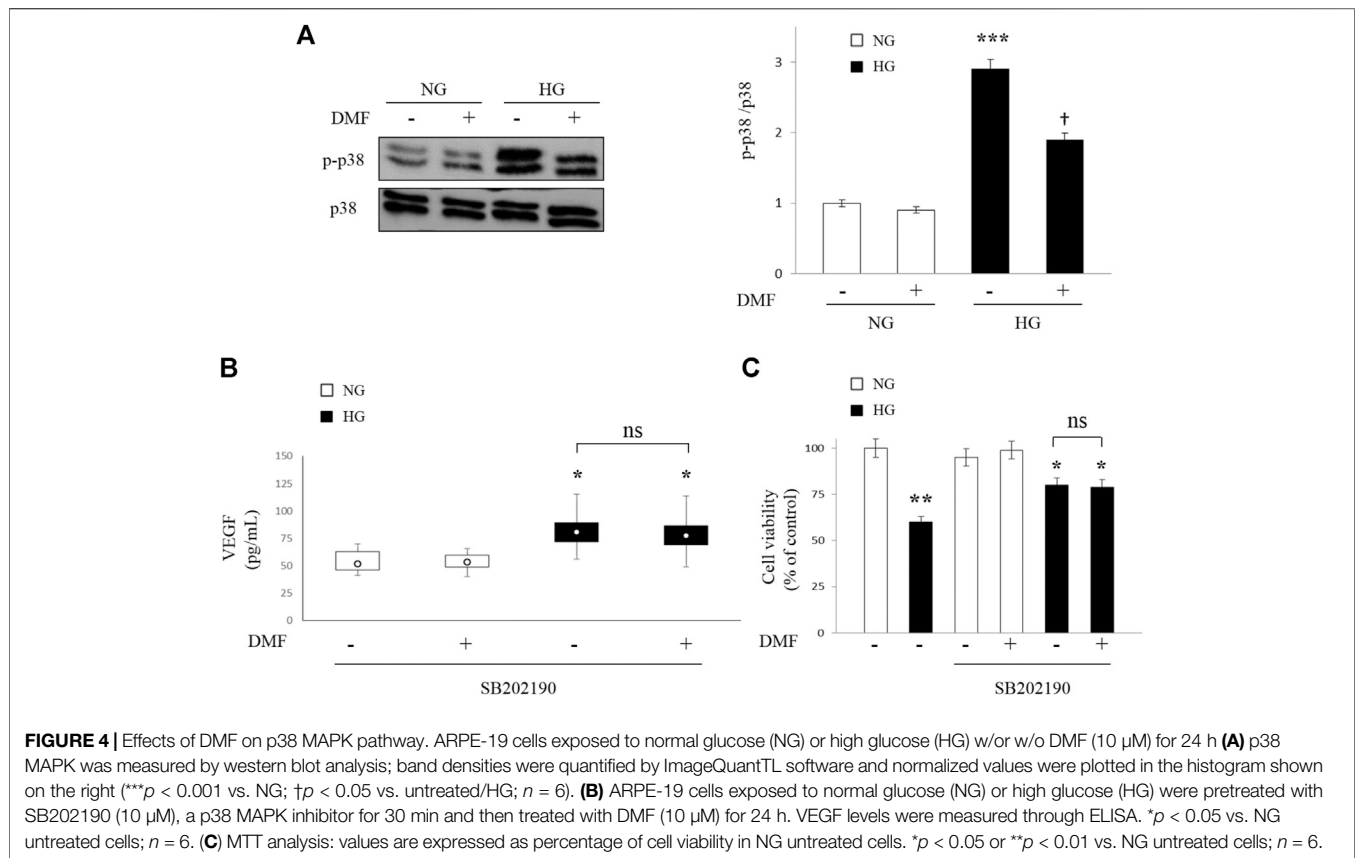 A
NG HG
DMF - + - +
p-p38
p38
NG
HG
p-p38 /p38
3
2
1
0
***
†
DMF - + - +
NG HG
B
NG
HG
VEGF
(pg/mL)
150
125
100
75
50
25
0
ns
* *
DMF - + - +
SB202190
C
NG
HG
Cell viability
(% of control)
100
75
50
25
0
ns
** * *
DMF - - - + - +
SB202190
FIGURE 4 | Effects of DMF on p38 MAPK pathway. ARPE-19 cells exposed to normal glucose (NG) or high glucose (HG) w/or w/o DMF (10 μM) for 24 h (A) p38
MAPK was measured by western blot analysis; band densities were quantified by ImageQuantTL software and normalized values were plotted in the histogram shown
on the right (***p < 0.001 vs. NG; †p < 0.05 vs. untreated/HG; n = 6). (B) ARPE-19 cells exposed to normal glucose (NG) or high glucose (HG) were pretreated with
SB202190 (10 μM), a p38 MAPK inhibitor for 30 min and then treated with DMF (10 μM) for 24 h. VEGF levels were measured through ELISA. *p < 0.05 vs. NG
untreated cells; n = 6. (C) MTT analysis: values are expressed as percentage of cell viability in NG untreated cells. *p < 0.05 or **p < 0.01 vs. NG untreated cells; n = 6.